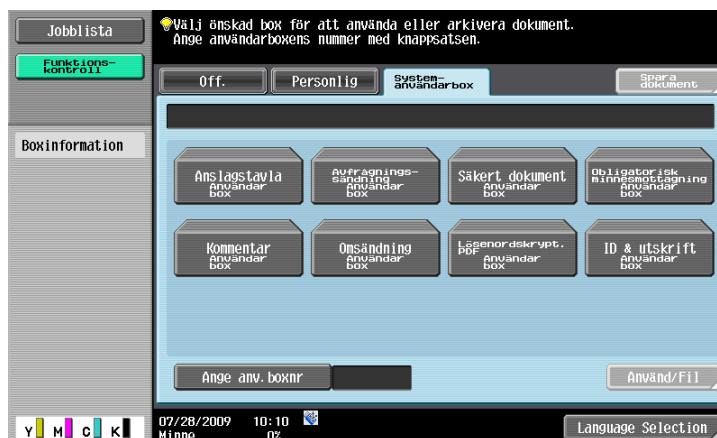 Jobblista
Funktions-
kontroll
Boxinformation
Välj önskad box för att använda eller arkivera dokument.
Ange användarboxens nummer med knappsatsen.
Off.
Personlig
System-
användarbox
Spara
dokument
Anslagstavla
Användar
box
Avfrågnings-
sändning
Användar
box
Säkert dokument
Användar
box
Obligatorisk
minnesmottagning
Användar
box
Kommentar
Användar
box
Omsändning
Användar
box
Lösenordskrypt.
PDF
Användar
box
ID & utskrift
Användar
box
Ange anv.boxnr
Använd/Fil
Y M C K
07/28/2009 10:10
Minne 0%
Language Selection